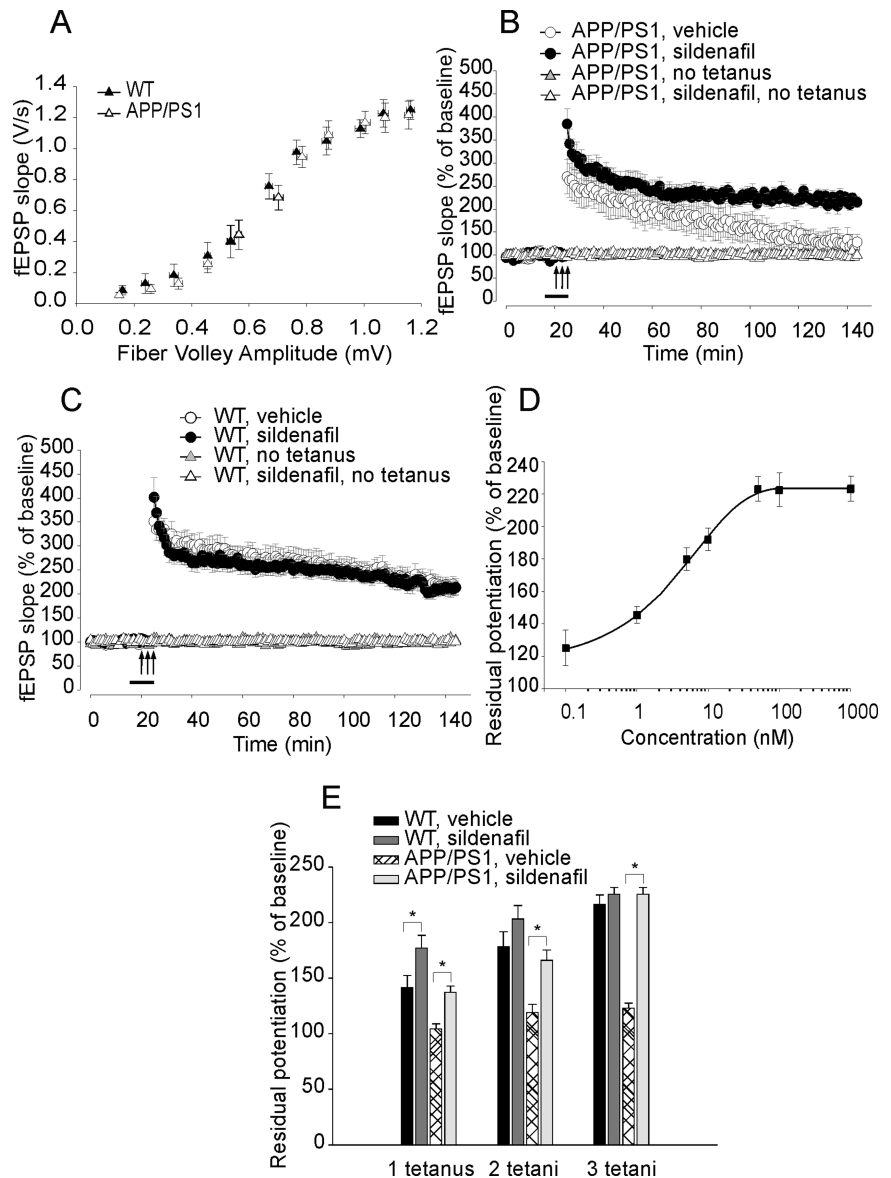 A
WT
APP/PS1
fEPSP slope (V/s)
1.4
1.2
1.0
0.8
0.6
0.4
0.2
0.0
0.0 0.2 0.4 0.6 0.8 1.0 1.2
Fiber Volley Amplitude (mV)
B
APP/PS1, vehicle
APP/PS1, sildenafil
APP/PS1, no tetanus
APP/PS1, sildenafil, no tetanus
fEPSP slope (% of baseline)
500
450
400
350
300
250
200
150
100
50
0
0 20 40 60 80 100 120 140
Time (min)
C
WT, vehicle
WT, sildenafil
WT, no tetanus
WT, sildenafil, no tetanus
fEPSP slope (% of baseline)
500
450
400
350
300
250
200
150
100
50
0
0 20 40 60 80 100 120 140
Time (min)
D
Residual potentiation (% of baseline)
240
220
200
180
160
140
120
100
0.1 1 10 100 1000
Concentration (nM)
E
WT, vehicle
WT, sildenafil
APP/PS1, vehicle
APP/PS1, sildenafil
Residual potentiation (% of baseline)
250
200
150
100
50
0
* * * *
1 tetanus 2 tetani 3 tetani